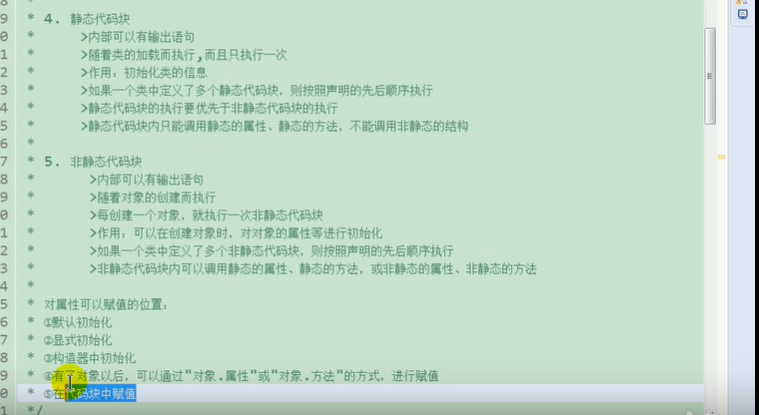 9 * 4. 静态代码块
0 * >内部可以有输出语句
1 * >随着类的加载而执行,而且只执行一次
2 * >作用：初始化类的信息
3 * >如果一个类中定义了多个静态代码块，则按照声明的先后顺序执行
4 * >静态代码块的执行要优先于非静态代码块的执行
5 * >静态代码块内只能调用静态的属性、静态的方法，不能调用非静态的结构
6 *
7 * 5. 非静态代码块
8 * >内部可以有输出语句
9 * >随着对象的创建而执行
0 * >每创建一个对象，就执行一次非静态代码块
1 * >作用：可以在创建对象时，对对象的属性等进行初始化
2 * >如果一个类中定义了多个非静态代码块，则按照声明的先后顺序执行
3 * >非静态代码块内可以调用静态的属性、静态的方法，或非静态的属性、非静态的方法
4 *
5 * 对属性可以赋值的位置：
6 * ①默认初始化
7 * ②显式初始化
8 * ③构造器中初始化
9 * ④有了对象以后，可以通过"对象.属性"或"对象.方法"的方式，进行赋值
0 * ⑤在代码块中赋值
1 */